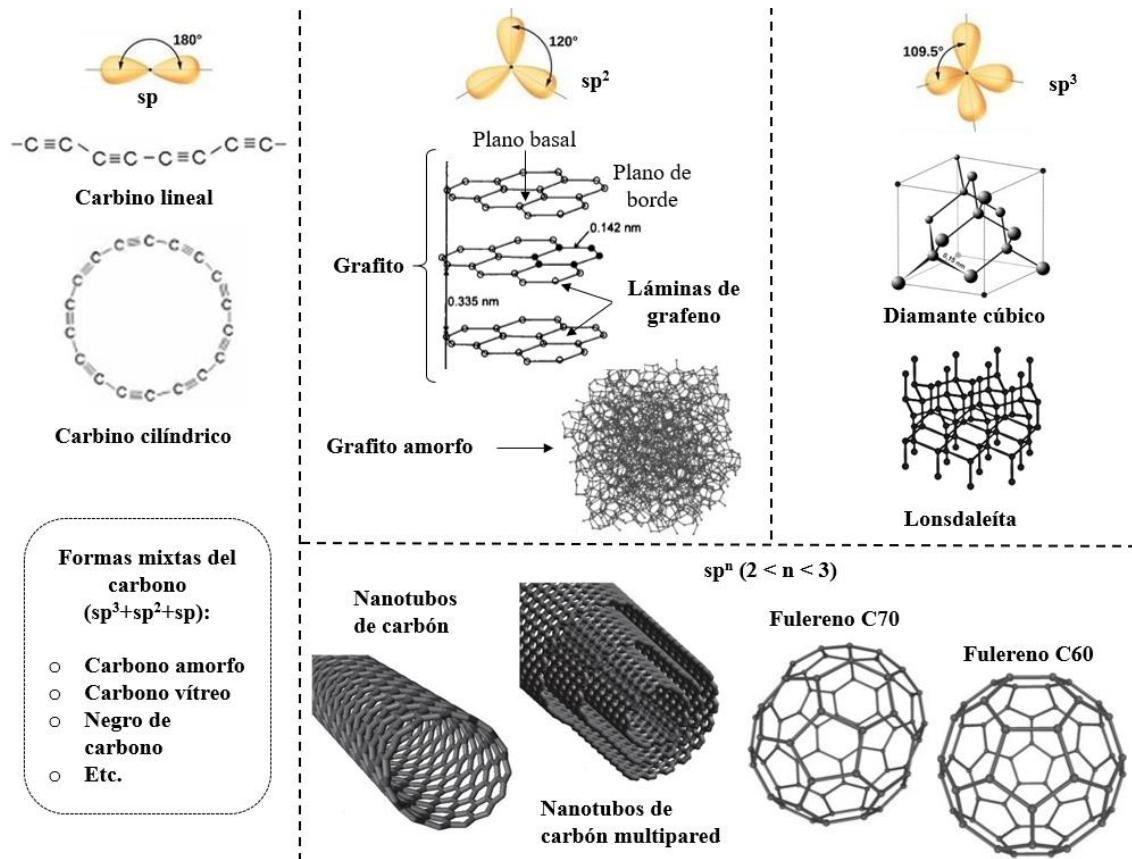 180°
sp
–C≡C
C≡C–C≡C
C≡C–
Carbino lineal
C C≡C C≡C C C≡C C≡C C≡C C≡C C≡C C≡C C≡C
Carbino cilíndrico
Formas mixtas del
carbono
(sp³+sp²+sp):
Carbono amorfo
Carbono vítreo
Negro de
carbono
Etc.
120°
sp²
Plano basal
Plano de
borde
0.142 nm
Grafito
0.335 nm
Láminas de
grafeno
Grafito amorfo
109.5°
sp³
0.15 nm
Diamante cúbico
Lonsdaleíta
spⁿ (2 < n < 3)
Nanotubos
de carbón
Nanotubos de
carbón multipared
Fulereno C70
Fulereno C60